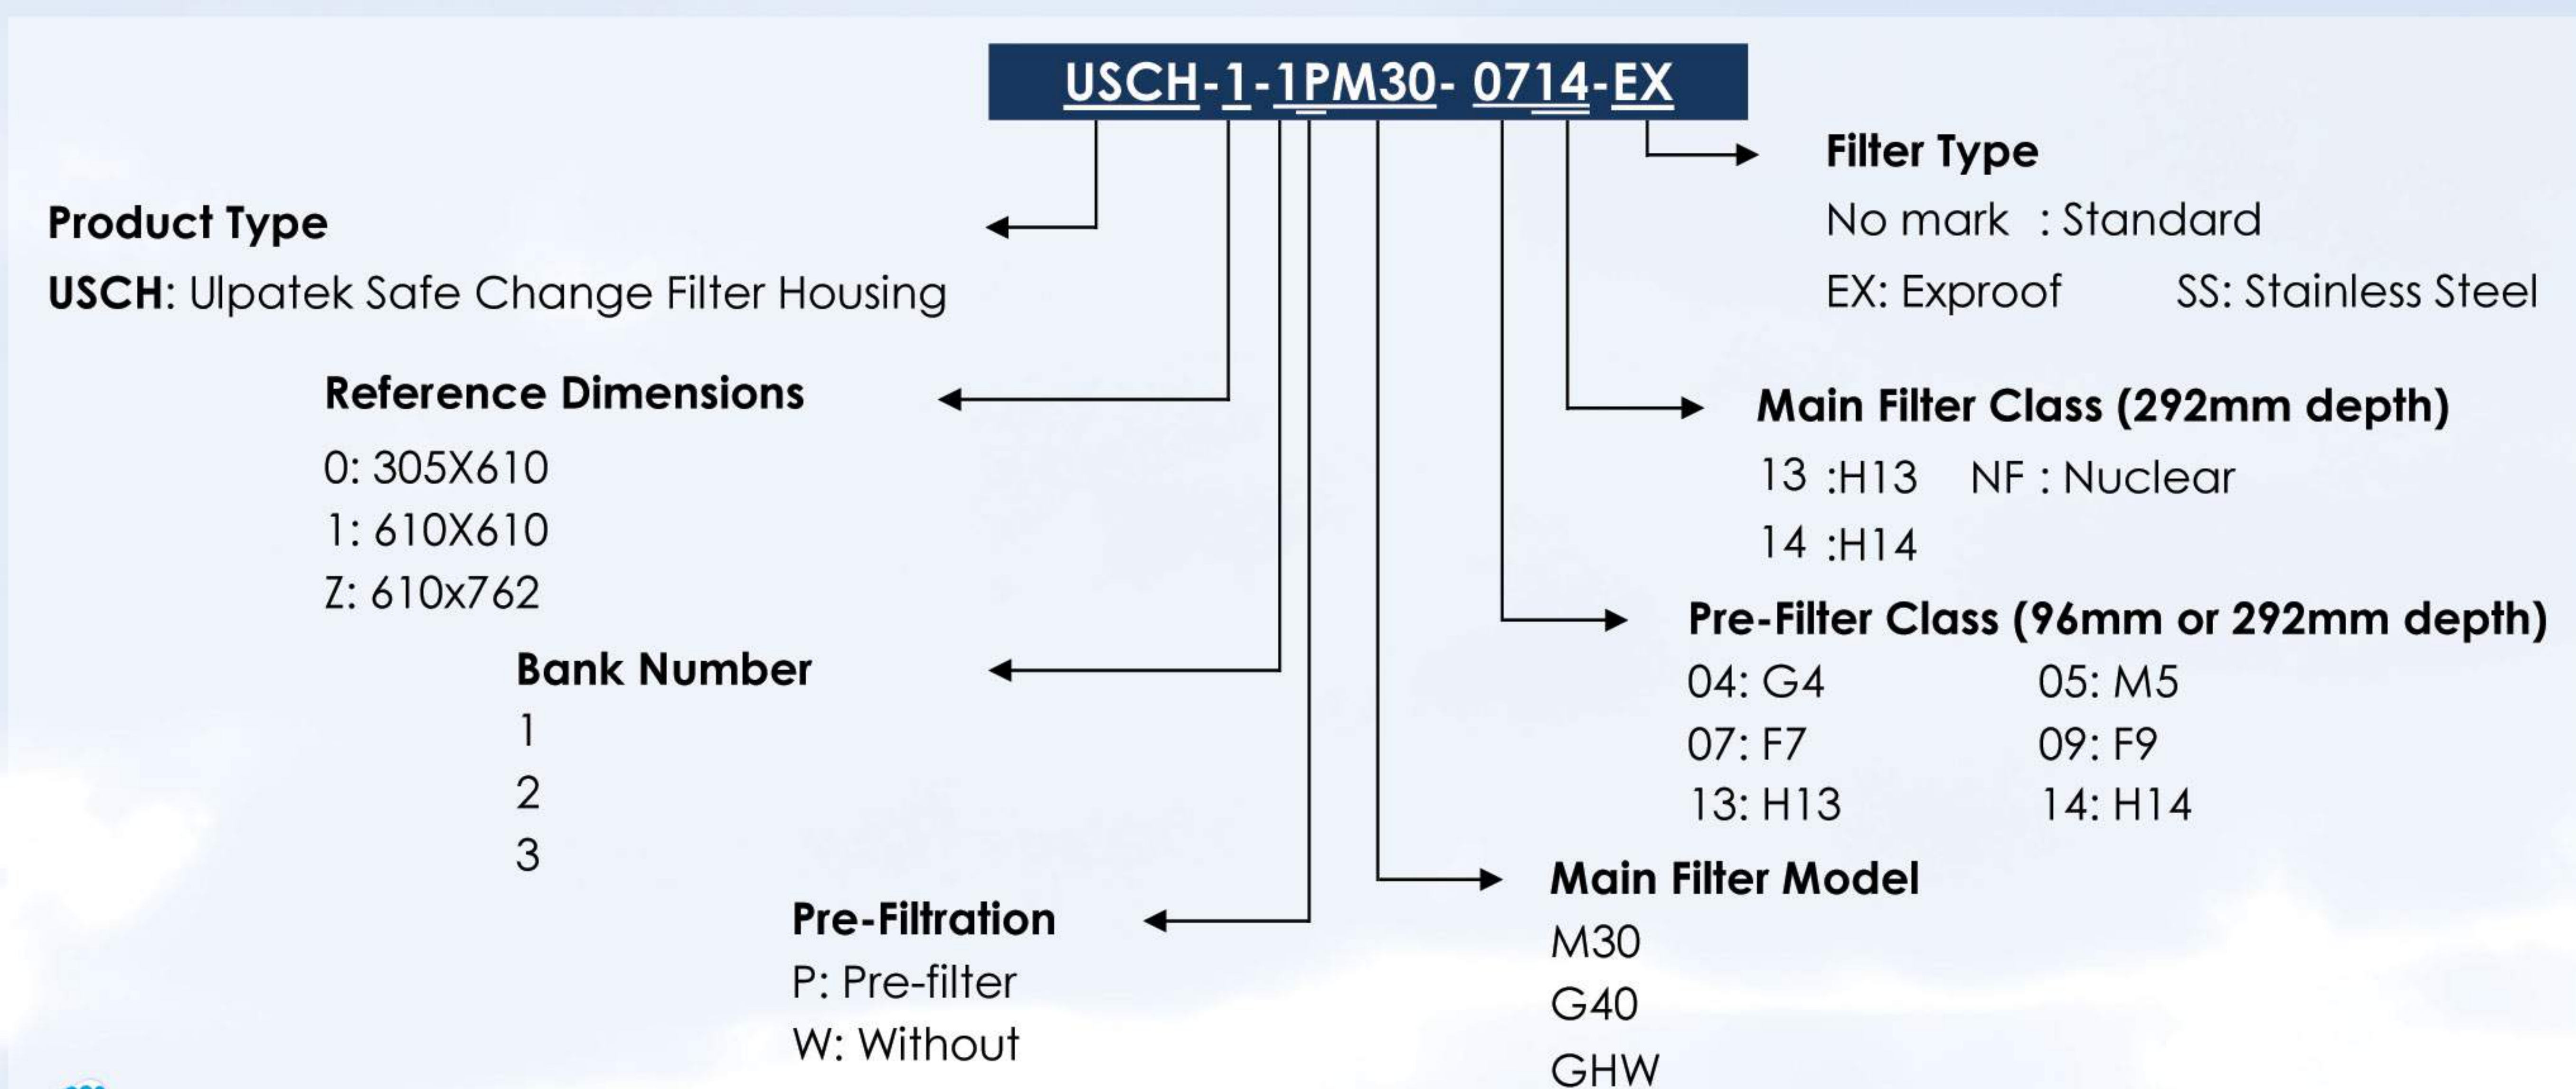 USCH-1-1PM30- 0714-EX
Product Type
USCH: Ulpatek Safe Change Filter Housing
Reference Dimensions
0: 305X610
1: 610X610
Z: 610x762
Bank Number
1
2
3
Pre-Filtration
P: Pre-filter
W: Without
Filter Type
No mark : Standard
EX: Exproof SS: Stainless Steel
Main Filter Class (292mm depth)
13 :H13 NF : Nuclear
14 :H14
Pre-Filter Class (96mm or 292mm depth)
04: G4 05: M5
07: F7 09: F9
13: H13 14: H14
Main Filter Model
M30
G40
GHW